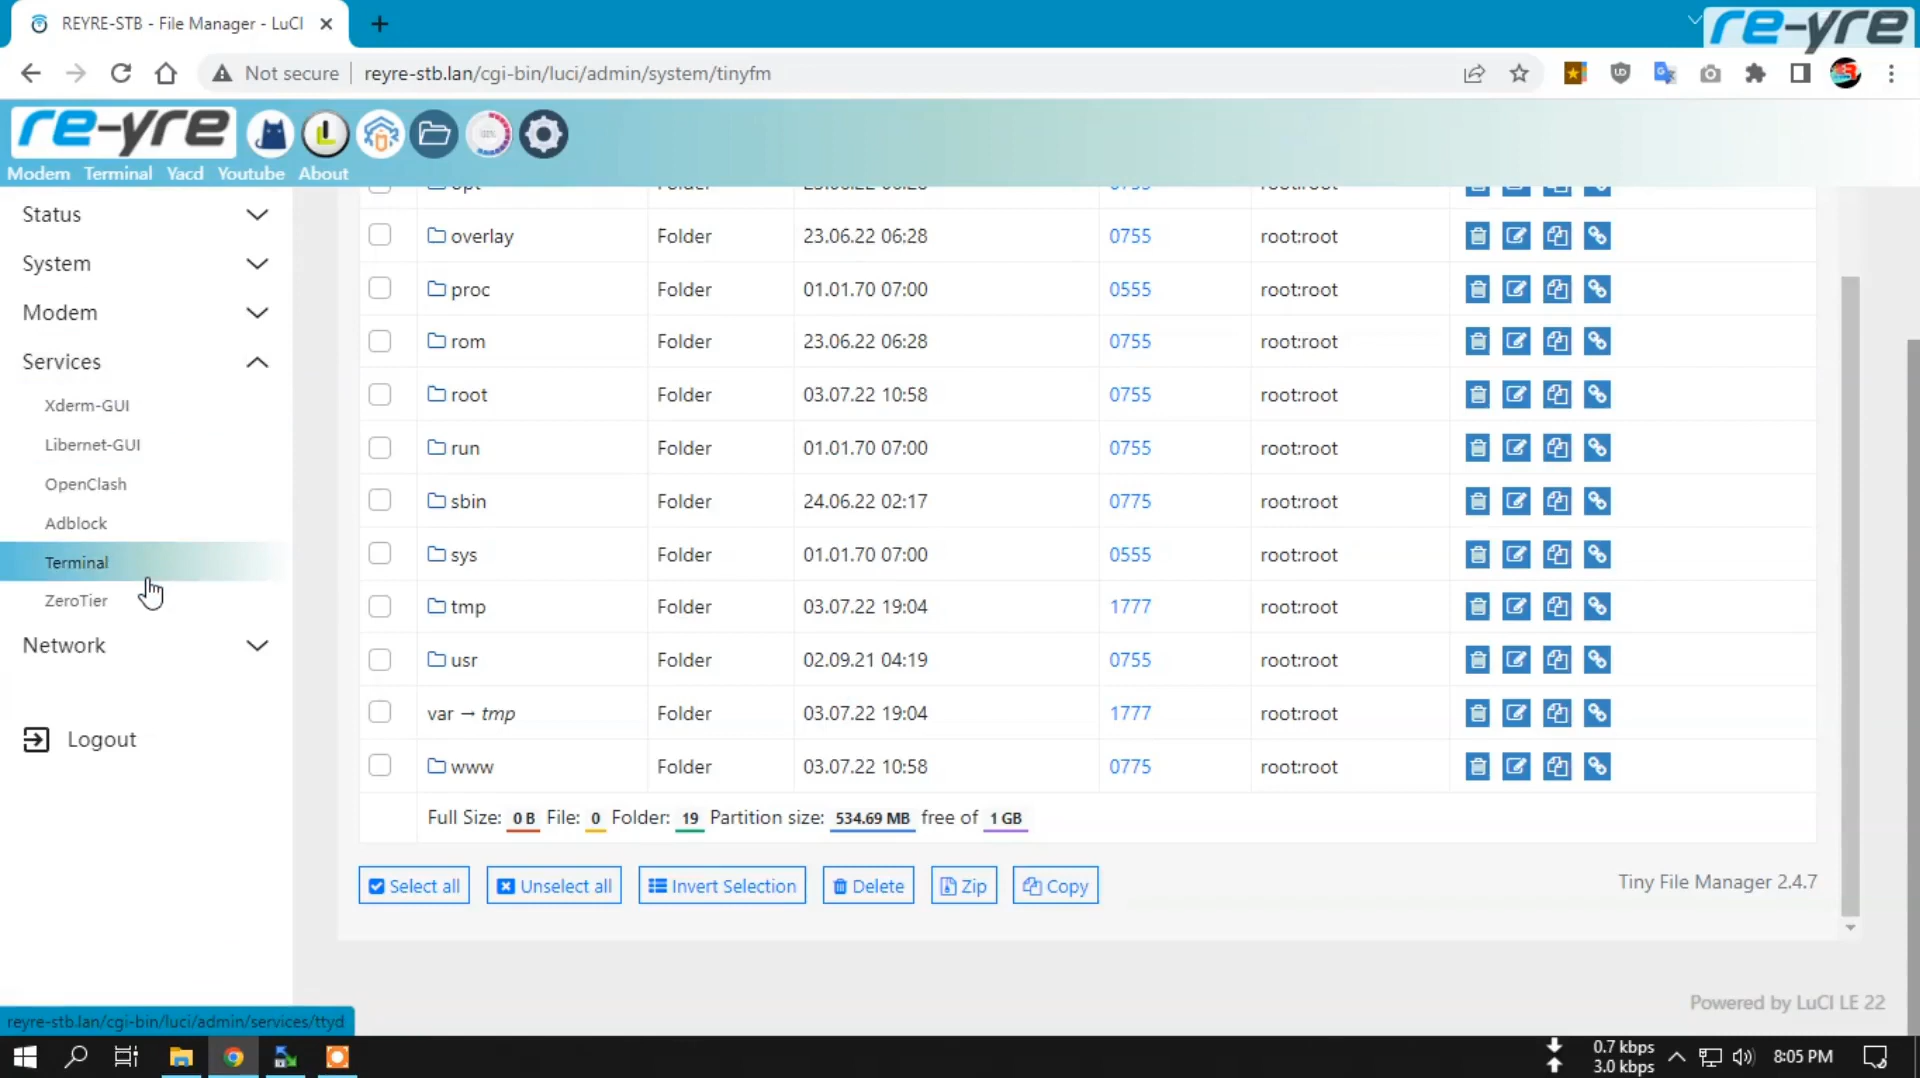 REYRE-STB - File Manager - LuCI
re-yre
Not secure
reyre-stb.lan/cgi-bin/luci/admin/system/tinyfm
re-yre
Modem Terminal Yacd Youtube About
Status
System
Modem
Services
Xderm-GUI
Libernet-GUI
OpenClash
Adblock
Terminal
ZeroTier
Network
Logout
opt Folder 23.06.22 06:28 0755 root:root
overlay Folder 23.06.22 06:28 0755 root:root
proc Folder 01.01.70 07:00 0555 root:root
rom Folder 23.06.22 06:28 0755 root:root
root Folder 03.07.22 10:58 0755 root:root
run Folder 01.01.70 07:00 0755 root:root
sbin Folder 24.06.22 02:17 0775 root:root
sys Folder 01.01.70 07:00 0555 root:root
tmp Folder 03.07.22 19:04 1777 root:root
usr Folder 02.09.21 04:19 0755 root:root
var → tmp Folder 03.07.22 19:04 1777 root:root
www Folder 03.07.22 10:58 0775 root:root
Full Size: 0 B File: 0 Folder: 19 Partition size: 534.69 MB free of 1 GB
Select all Unselect all Invert Selection Delete Zip Copy
Tiny File Manager 2.4.7
Powered by LuCI LE 22
reyre-stb.lan/cgi-bin/luci/admin/services/ttyd
0.7 kbps
3.0 kbps
8:05 PM